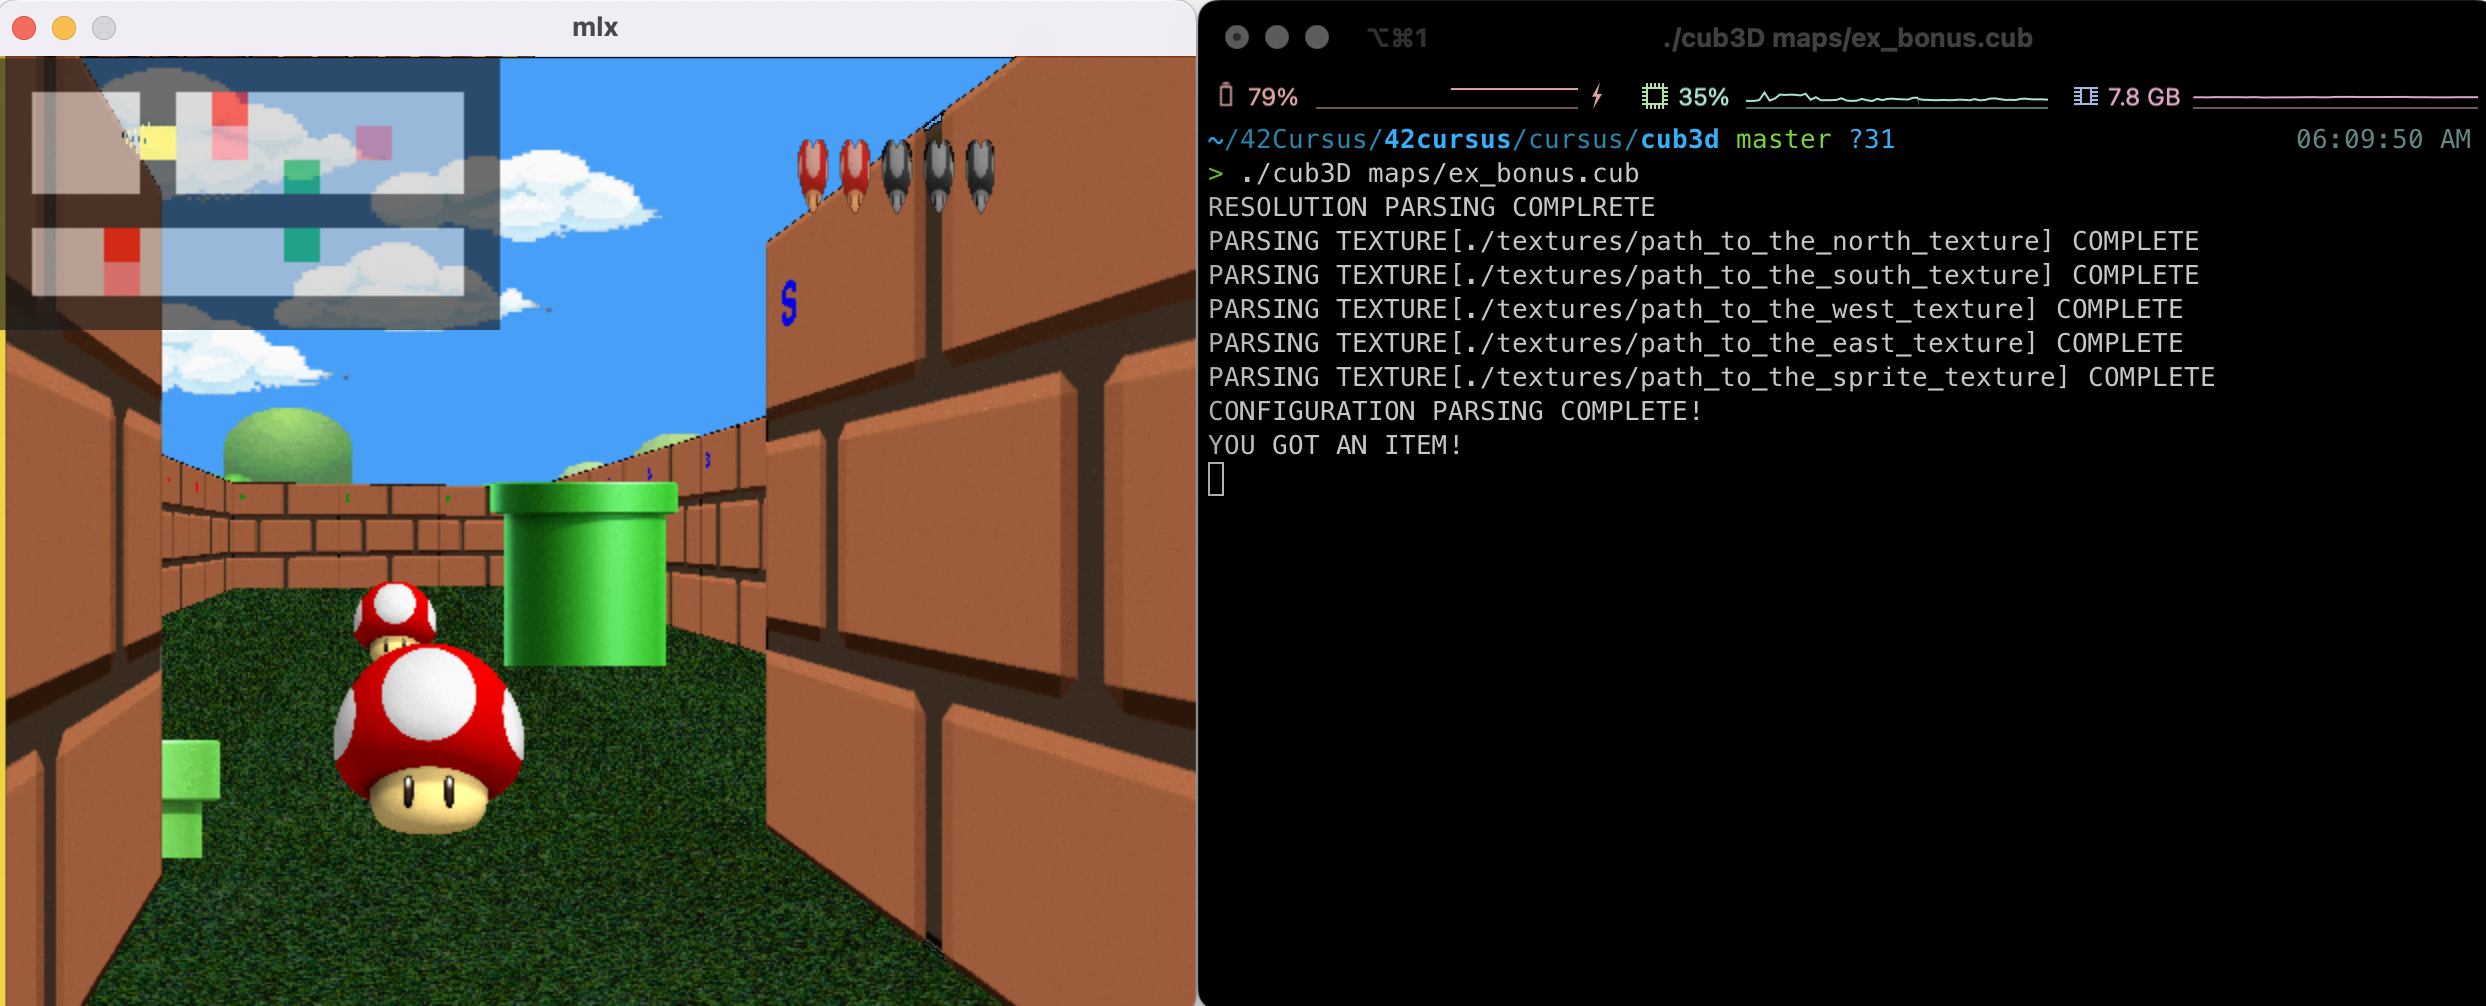 mlx
S
⌥⌘1
./cub3D maps/ex_bonus.cub
79%
35%
7.8 GB
~/42Cursus/42cursus/cursus/cub3d master ?31
06:09:50 AM
> ./cub3D maps/ex_bonus.cub
RESOLUTION PARSING COMPLRETE
PARSING TEXTURE[./textures/path_to_the_north_texture] COMPLETE
PARSING TEXTURE[./textures/path_to_the_south_texture] COMPLETE
PARSING TEXTURE[./textures/path_to_the_west_texture] COMPLETE
PARSING TEXTURE[./textures/path_to_the_east_texture] COMPLETE
PARSING TEXTURE[./textures/path_to_the_sprite_texture] COMPLETE
CONFIGURATION PARSING COMPLETE!
YOU GOT AN ITEM!